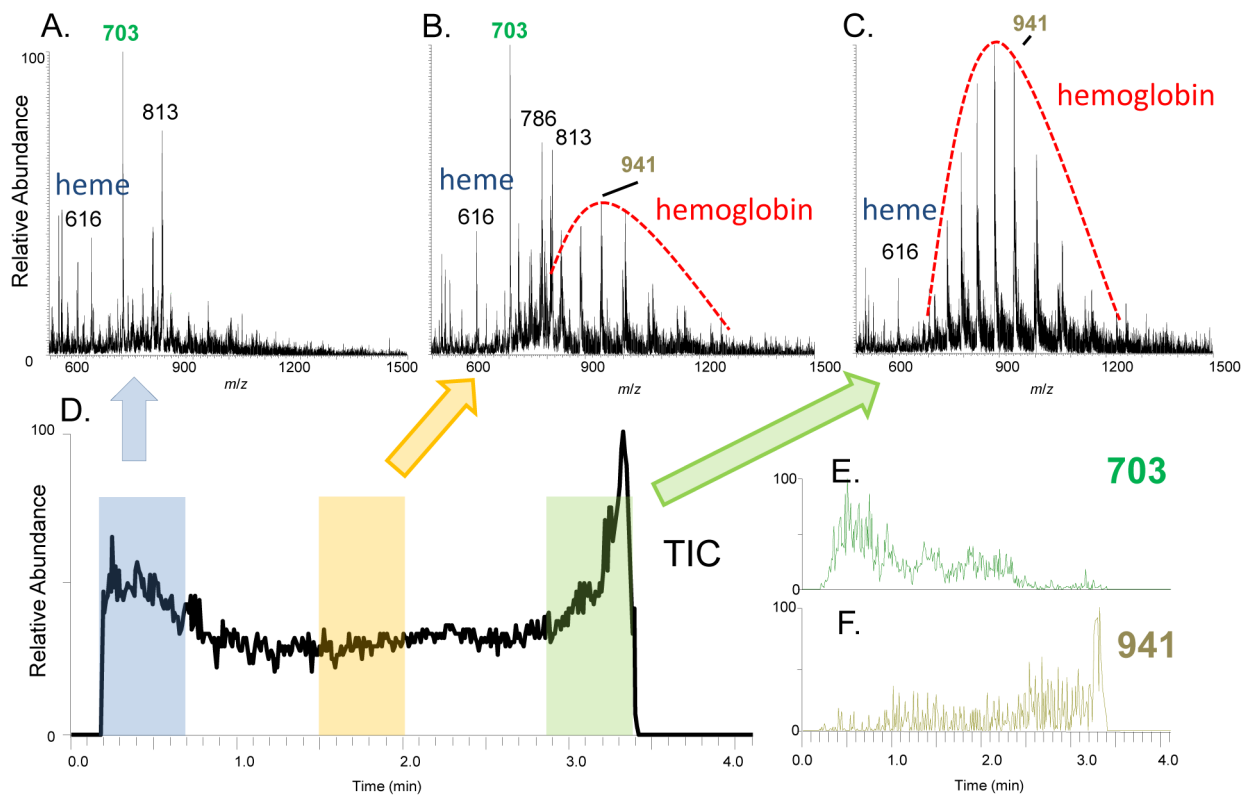 A.
703
100
813
heme
616
Relative Abundance
0
600
900
1200
1500
m/z
B.
703
786
813
941
heme
616
hemoglobin
600
900
1200
1500
m/z
C.
941
hemoglobin
heme
616
600
900
1200
1500
m/z
D.
100
Relative Abundance
0
TIC
0.0
1.0
2.0
3.0
4.0
Time (min)
E.
703
100
0
F.
941
100
0
0.0
1.0
2.0
3.0
4.0
Time (min)